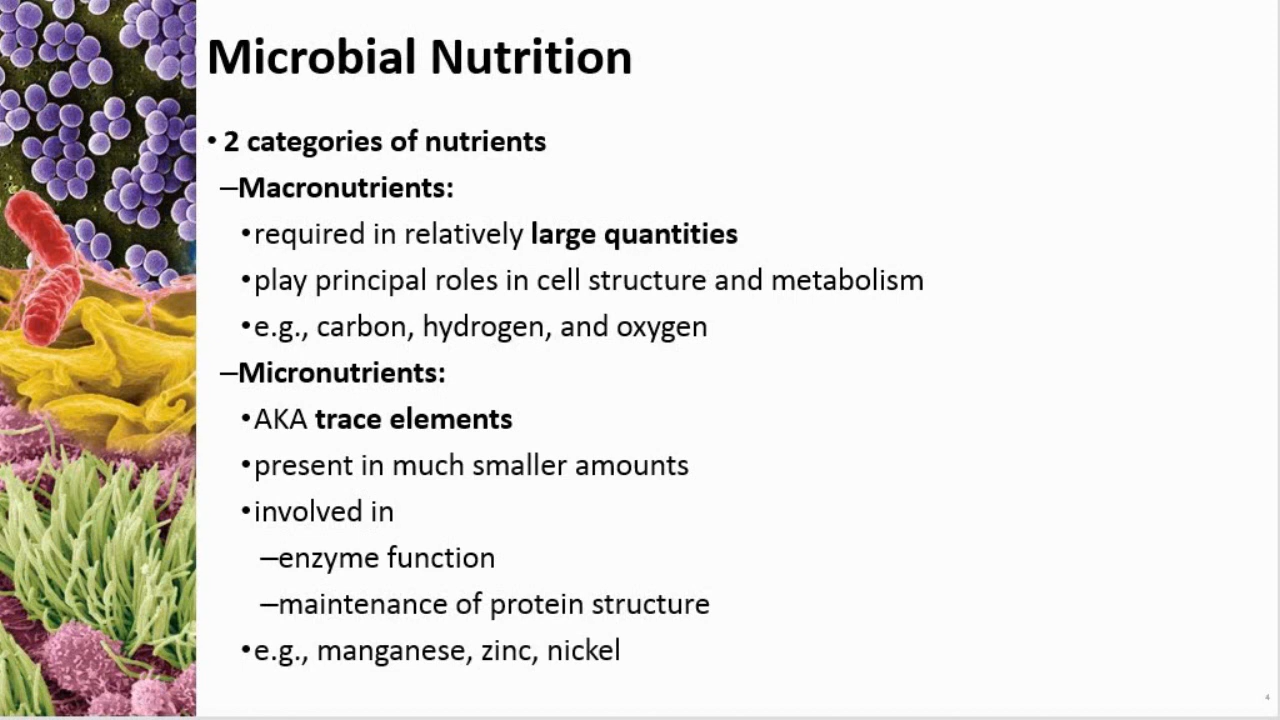 Microbial Nutrition
• 2 categories of nutrients
–Macronutrients:
•required in relatively large quantities
•play principal roles in cell structure and metabolism
•e.g., carbon, hydrogen, and oxygen
–Micronutrients:
•AKA trace elements
•present in much smaller amounts
•involved in
–enzyme function
–maintenance of protein structure
•e.g., manganese, zinc, nickel
4